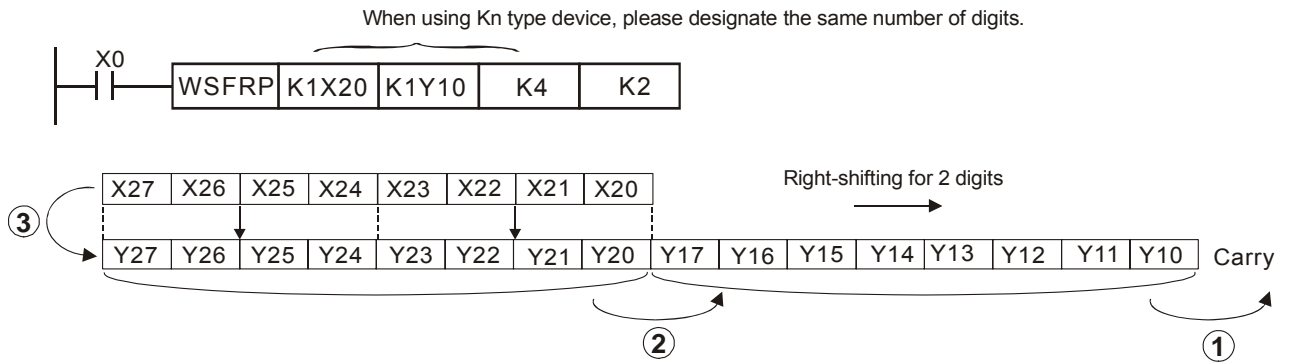 When using Kn type device, please designate the same number of digits.
X0
WSFRP K1X20 K1Y10 K4 K2
X27 X26 X25 X24 X23 X22 X21 X20
Right-shifting for 2 digits
3
Y27 Y26 Y25 Y24 Y23 Y22 Y21 Y20 Y17 Y16 Y15 Y14 Y13 Y12 Y11 Y10 Carry
2
1